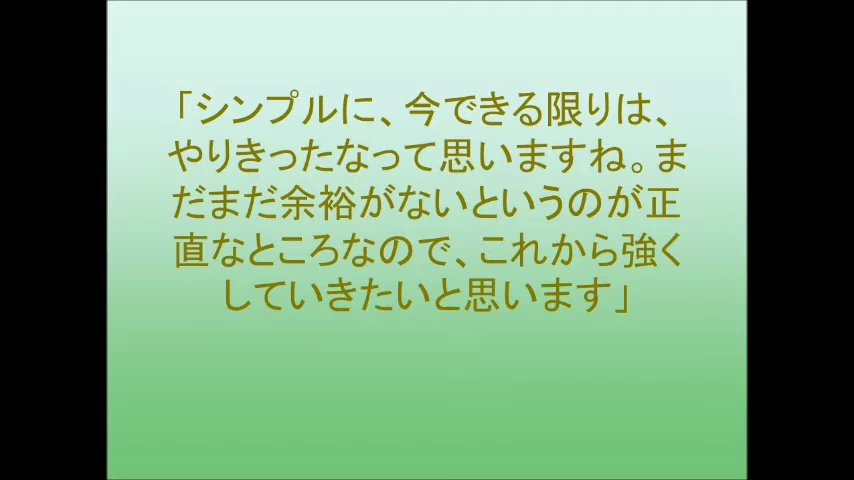 「シンプルに、今できる限りは、
やりきったなって思いますね。ま
だまだ余裕がないというのが正
直なところなので、これから強く
していきたいと思います」